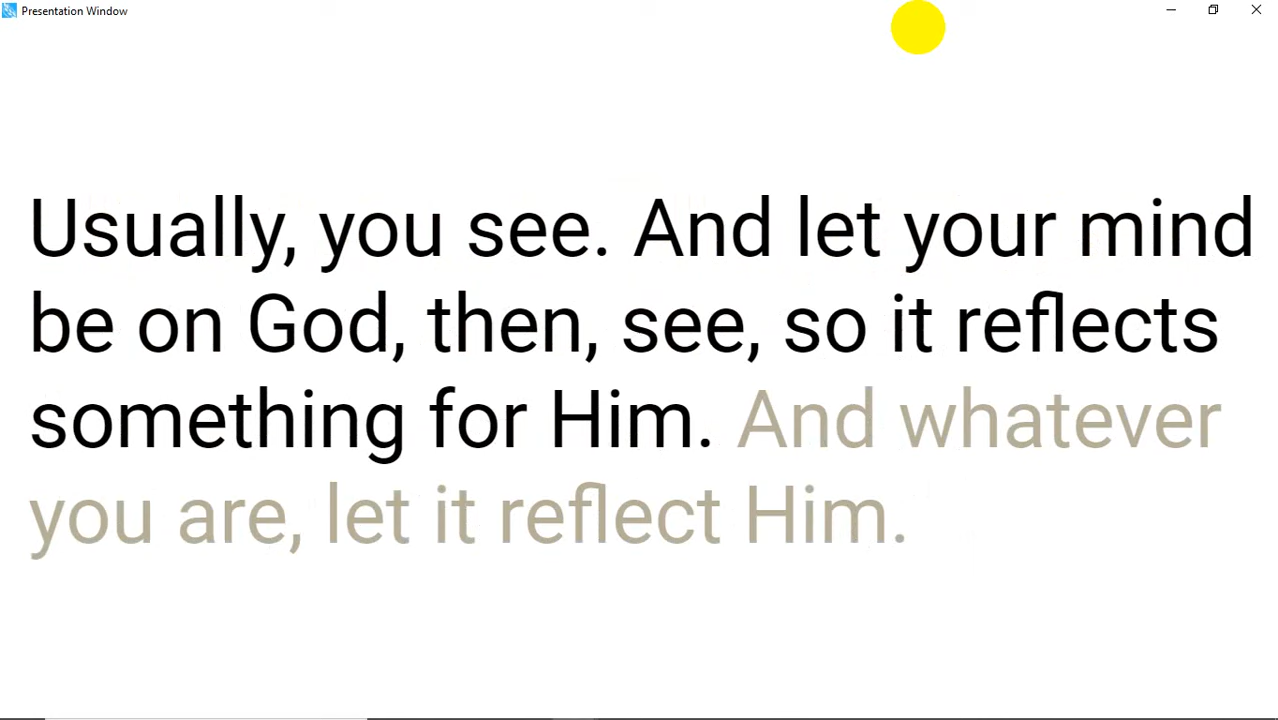 Presentation Window
Usually, you see. And let your mind
be on God, then, see, so it reflects
something for Him. And whatever
you are, let it reflect Him.